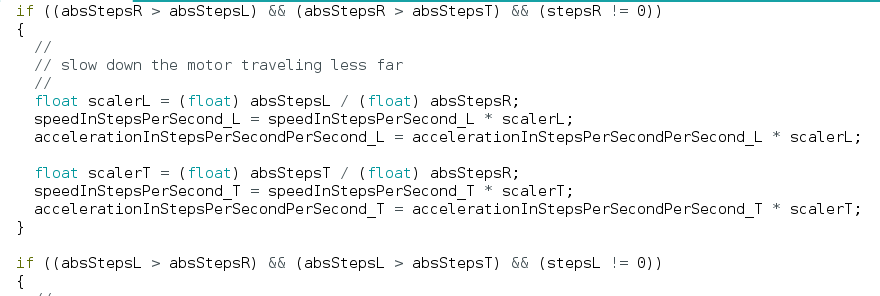 if ((absStepsR > absStepsL) && (absStepsR > absStepsT) && (stepsR != 0))
{
  //
  // slow down the motor traveling less far
  //
  float scalerL = (float) absStepsL / (float) absStepsR;
  speedInStepsPerSecond_L = speedInStepsPerSecond_L * scalerL;
  accelerationInStepsPerSecondPerSecond_L = accelerationInStepsPerSecondPerSecond_L * scalerL;

  float scalerT = (float) absStepsT / (float) absStepsR;
  speedInStepsPerSecond_T = speedInStepsPerSecond_T * scalerT;
  accelerationInStepsPerSecondPerSecond_T = accelerationInStepsPerSecondPerSecond_T * scalerT;
}

if ((absStepsL > absStepsR) && (absStepsL > absStepsT) && (stepsL != 0))
{
  //